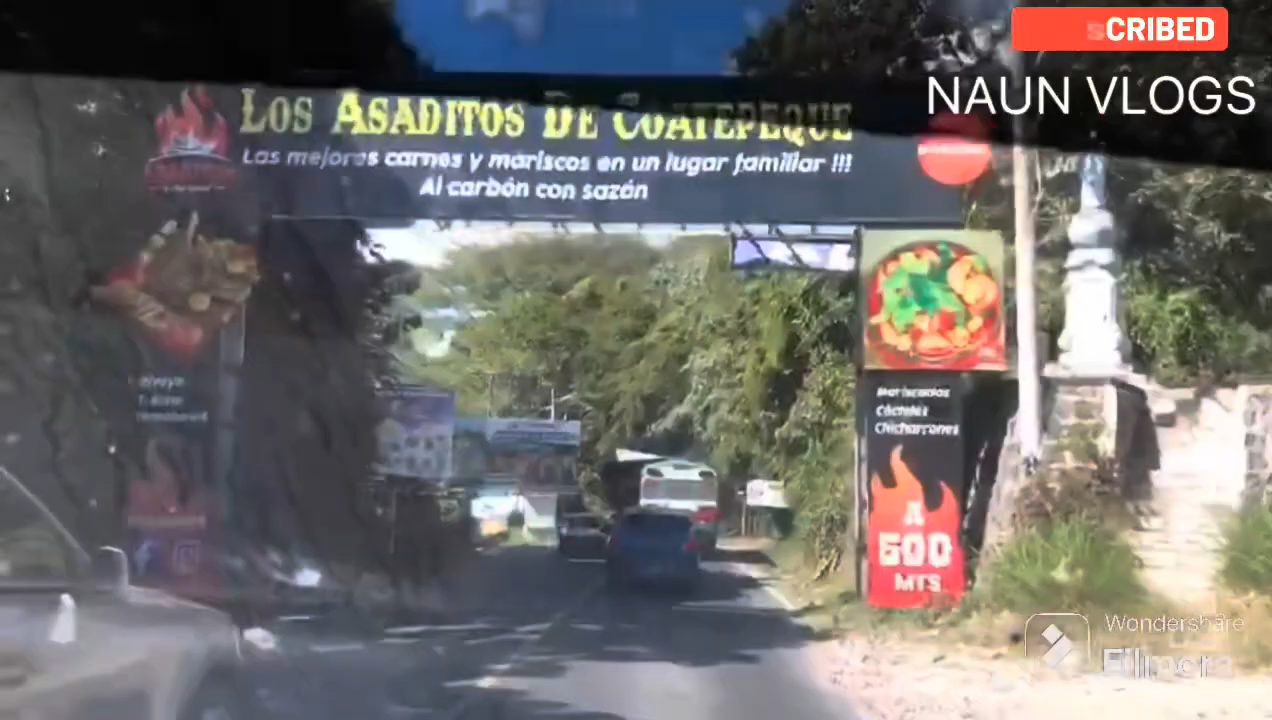 sCRIBED
NAUN VLOGS
LOS ASADITOS DE COATEPEQUE
Las mejores carnes y mariscos en un lugar familiar !!!
Al carbón con sazón
Mariscadas
Cócteles
Chicharrones
A
500
MTS
Wondershare
Filmora